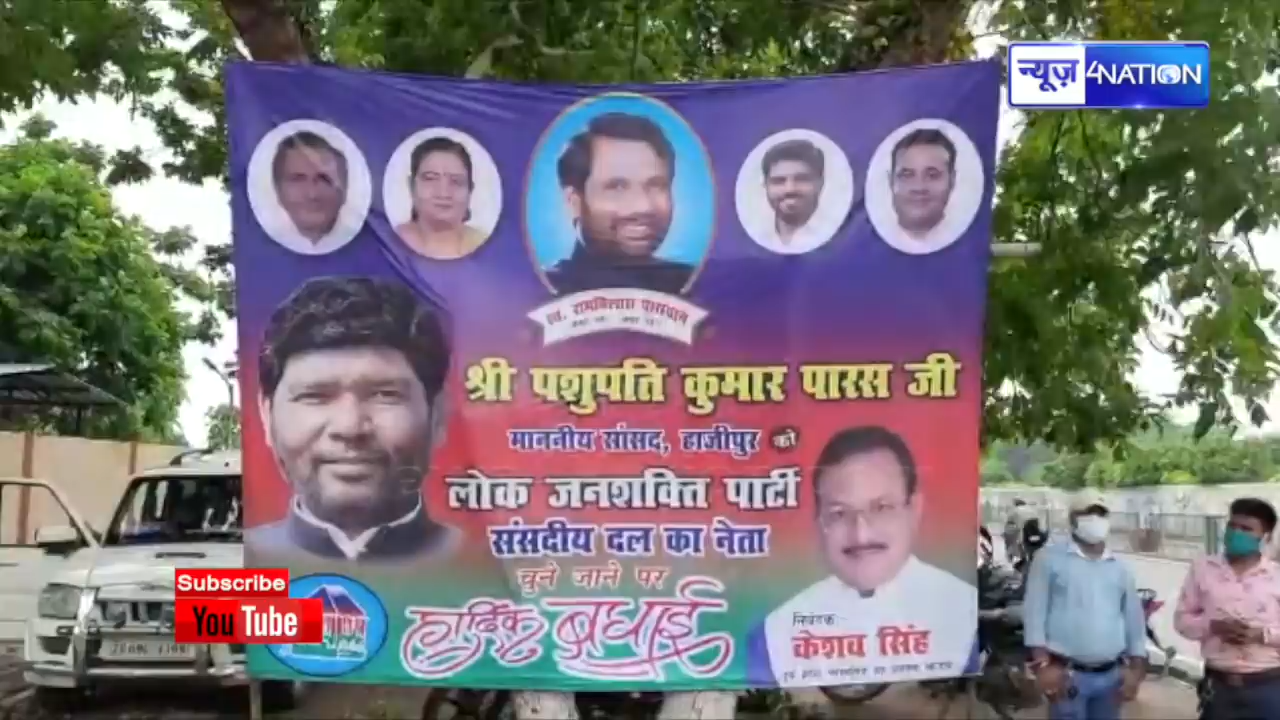 न्यूज़ 4NATION
स्व. रामविलास पासवान
श्री पशुपति कुमार पारस जी
माननीय सांसद, हाजीपुर को
लोक जनशक्ति पार्टी
संसदीय दल का नेता
चुने जाने पर
हार्दिक बधाई
निवेदक
केशव सिंह
Subscribe
You Tube